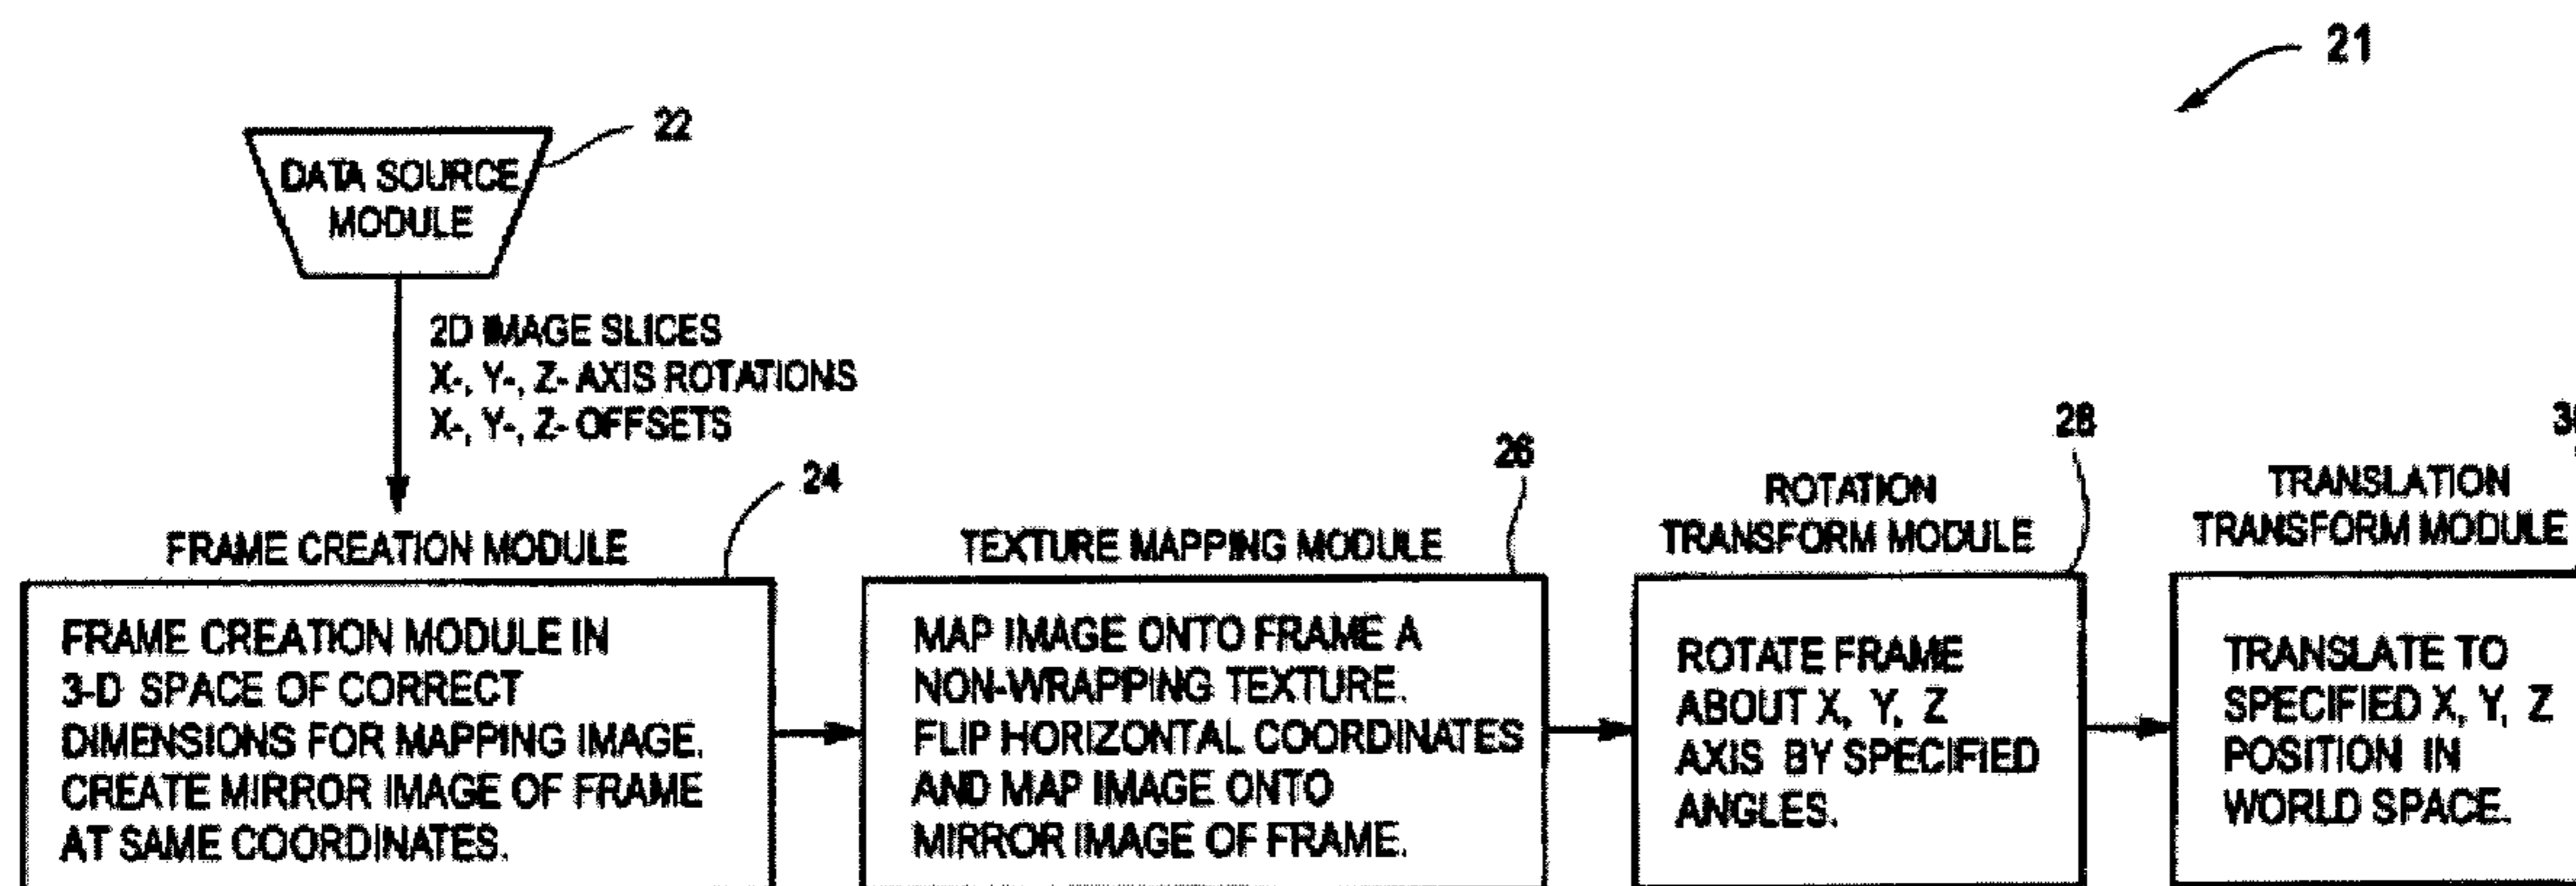 21
22
DATA SOURCE
MODULE
2D IMAGE SLICES
X-, Y-, Z- AXIS ROTATIONS
X-, Y-, Z- OFFSETS
24
FRAME CREATION MODULE
FRAME CREATION MODULE IN
3-D SPACE OF CORRECT
DIMENSIONS FOR MAPPING IMAGE.
CREATE MIRROR IMAGE OF FRAME
AT SAME COORDINATES.
26
TEXTURE MAPPING MODULE
MAP IMAGE ONTO FRAME A
NON-WRAPPING TEXTURE.
FLIP HORIZONTAL COORDINATES
AND MAP IMAGE ONTO
MIRROR IMAGE OF FRAME.
28
ROTATION
TRANSFORM MODULE
ROTATE FRAME
ABOUT X, Y, Z
AXIS BY SPECIFIED
ANGLES.
TRANSLATION
TRANSFORM MODULE
TRANSLATE TO
SPECIFIED X, Y, Z
POSITION IN
WORLD SPACE.